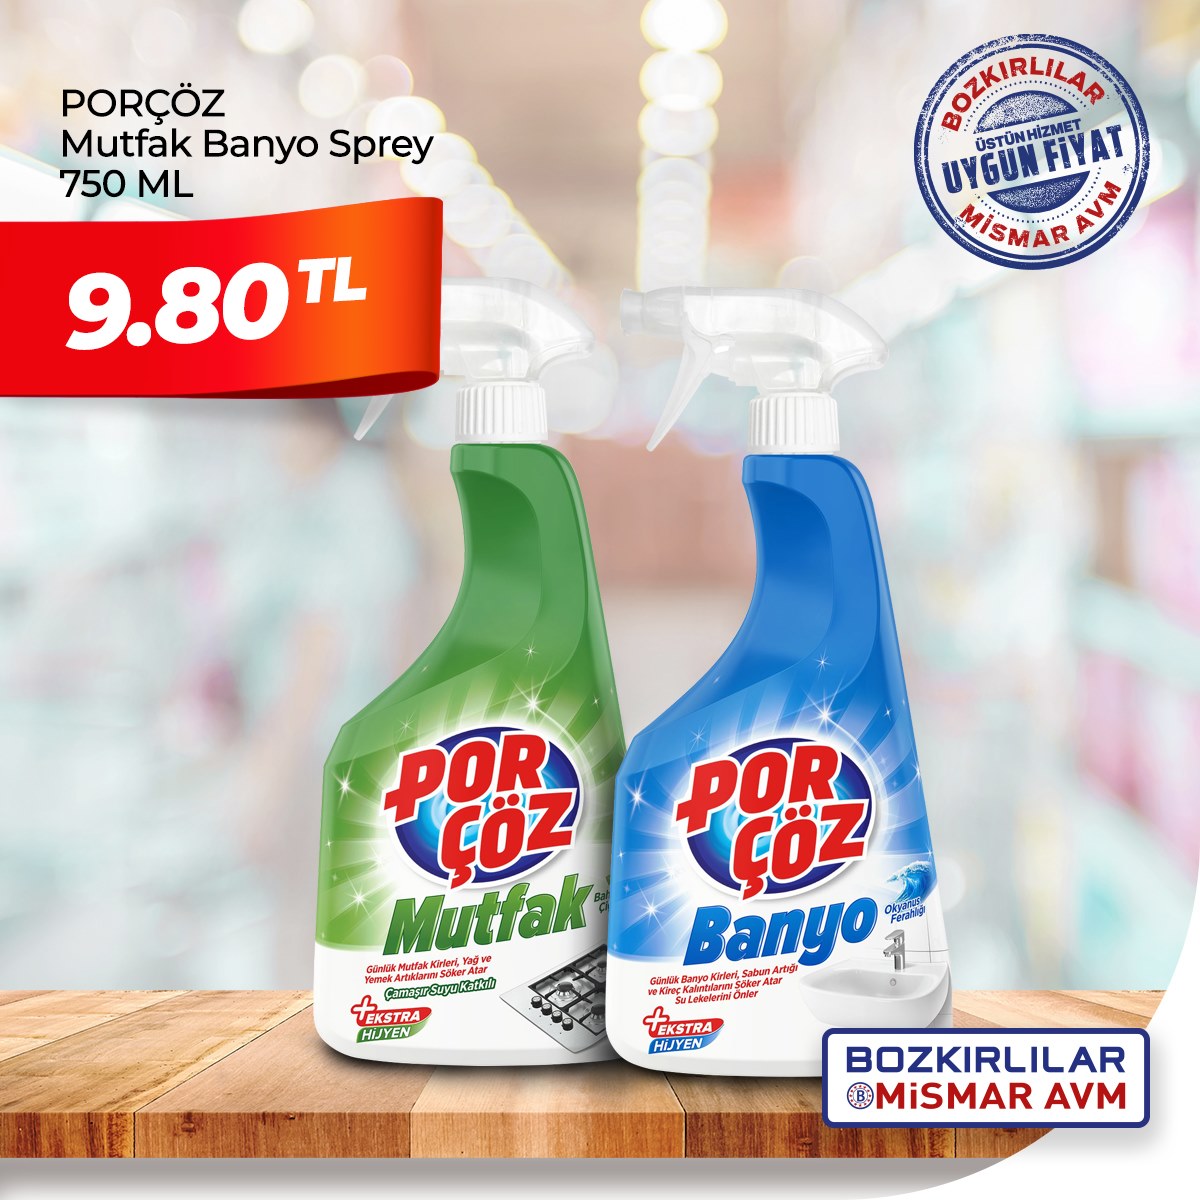 PORÇÖZ
Mutfak Banyo Sprey
750 ML
9.80 TL
BOZKIRLILAR
ÜSTÜN HİZMET
UYGUN FİYAT
MİSMAR AVM
POR
ÇÖZ
Mutfak
Günlük Mutfak Kirleri, Yağ ve
Yemek Artıklarını Söker Atar
Çamaşır Suyu Katkılı
+EKSTRA
HİJYEN
POR
ÇÖZ
Banyo
Okyanus
Ferahlığı
Günlük Banyo Kirleri, Sabun Artığı
ve Kireç Kalıntılarını Söker Atar
Su Lekelerini Önler
+EKSTRA
HİJYEN
BOZKIRLILAR
B MİSMAR AVM